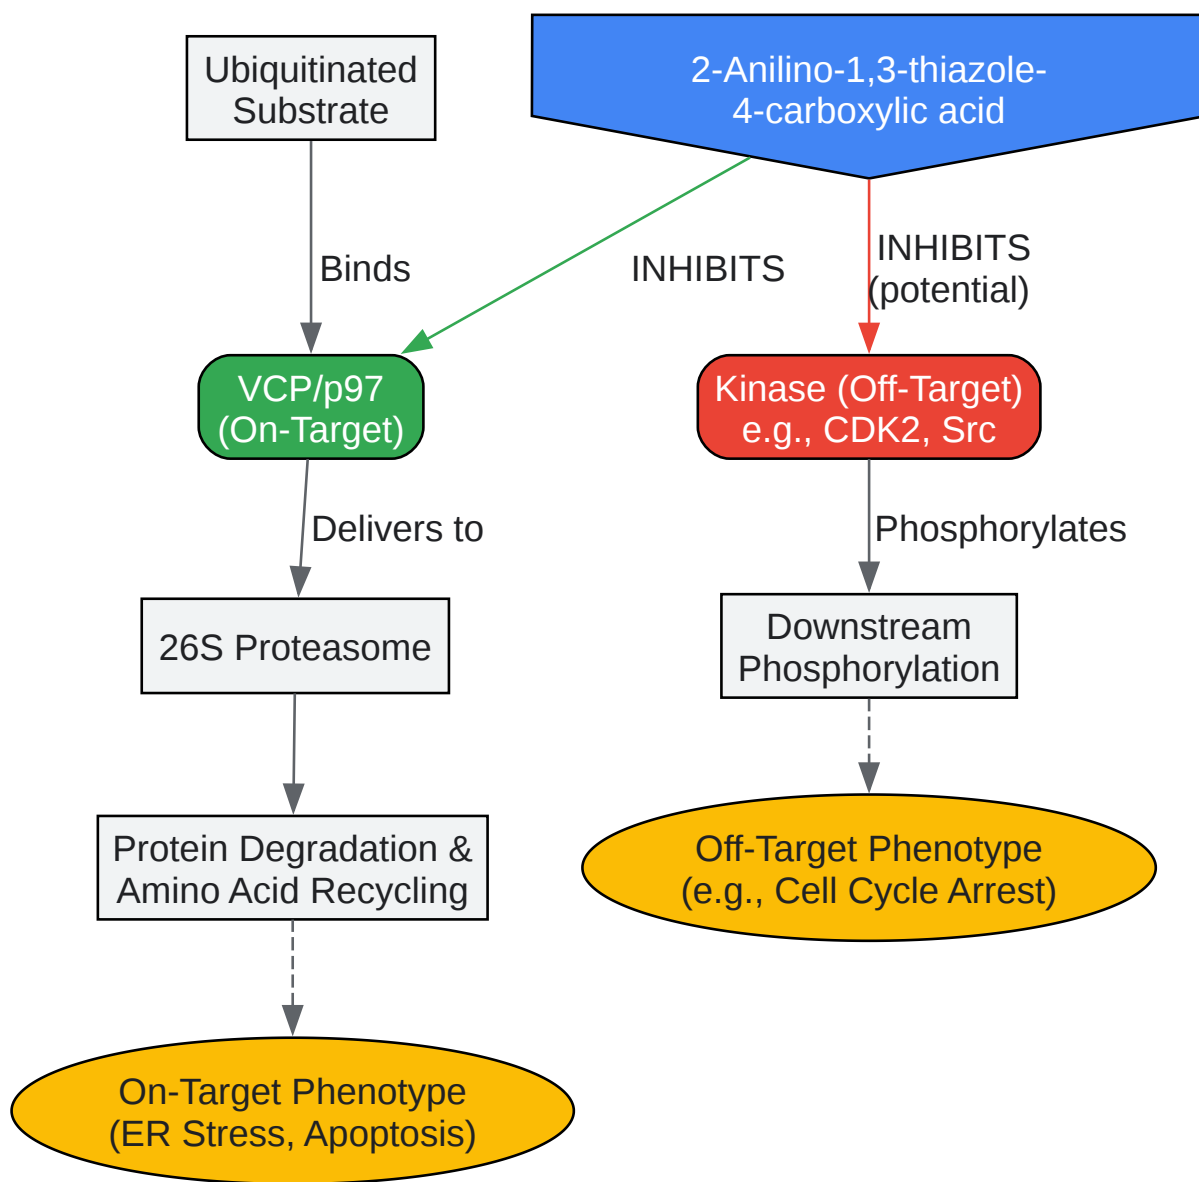 Ubiquitinated
Substrate
2-Anilino-1,3-thiazole-
4-carboxylic acid
Binds
INHIBITS
INHIBITS
(potential)
VCP/p97
(On-Target)
Kinase (Off-Target)
e.g., CDK2, Src
Delivers to
Phosphorylates
26S Proteasome
Downstream
Phosphorylation
Protein Degradation &
Amino Acid Recycling
Off-Target Phenotype
(e.g., Cell Cycle Arrest)
On-Target Phenotype
(ER Stress, Apoptosis)